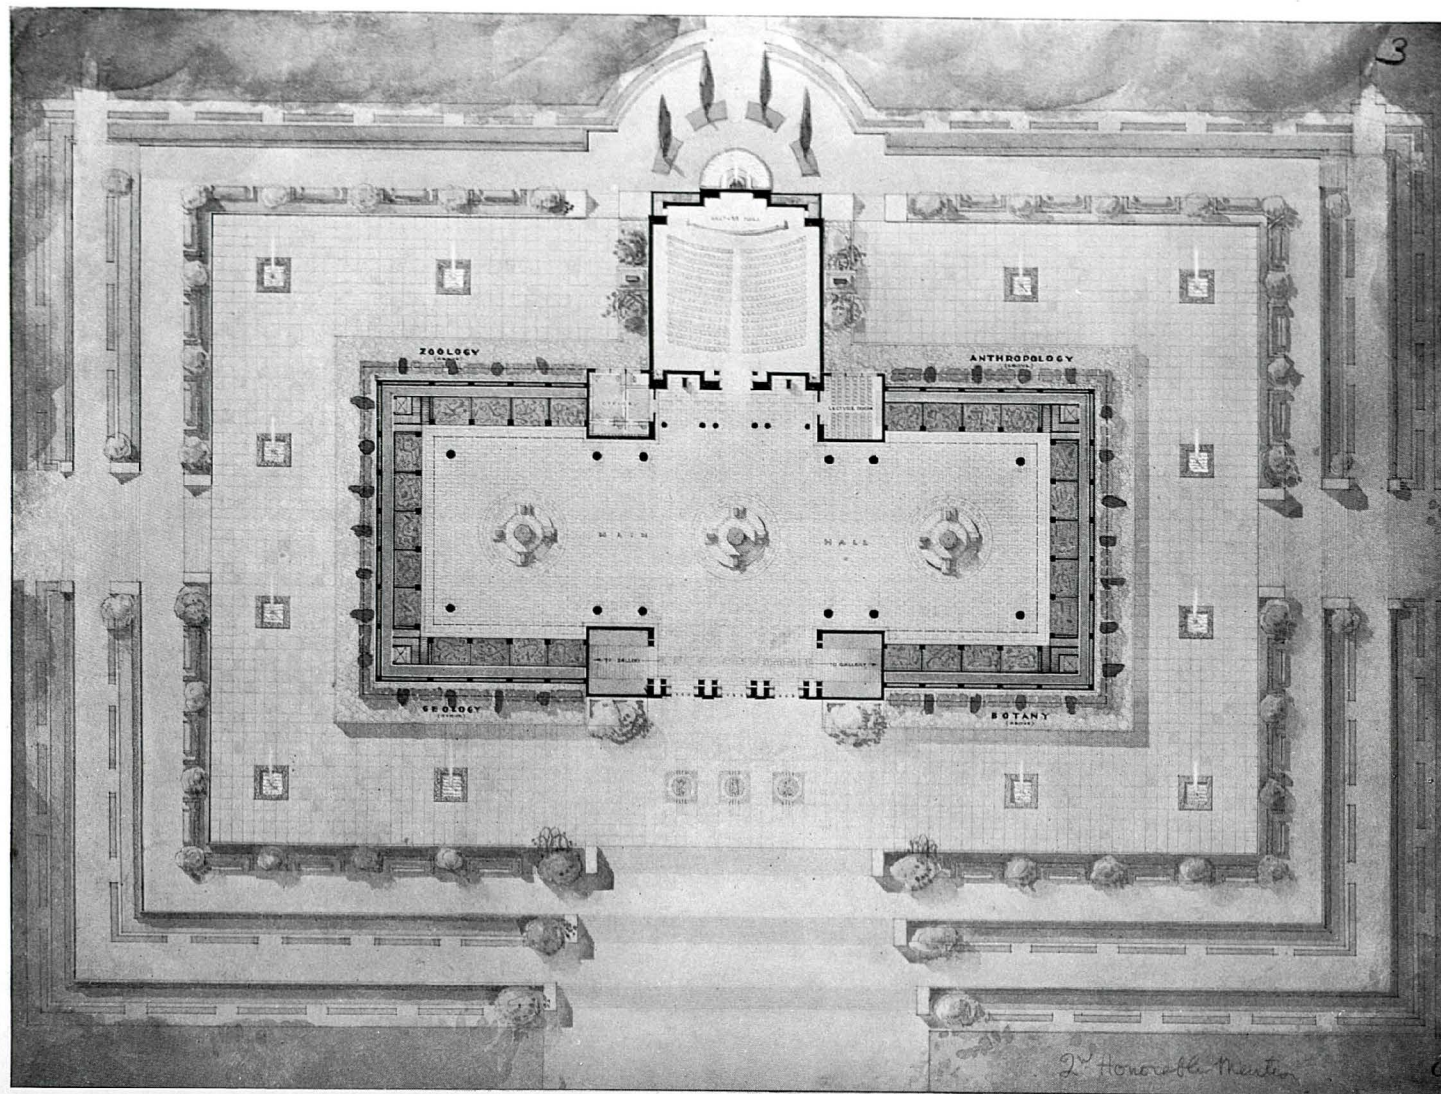 3
LECTURE HALL
ZOOLOGY
ANTHROPOLOGY
LECTURE ROOM
MAIN HALL
TO GALLERY
TO GALLERY
GEOLOGY
BOTANY
2nd Honorable Mention